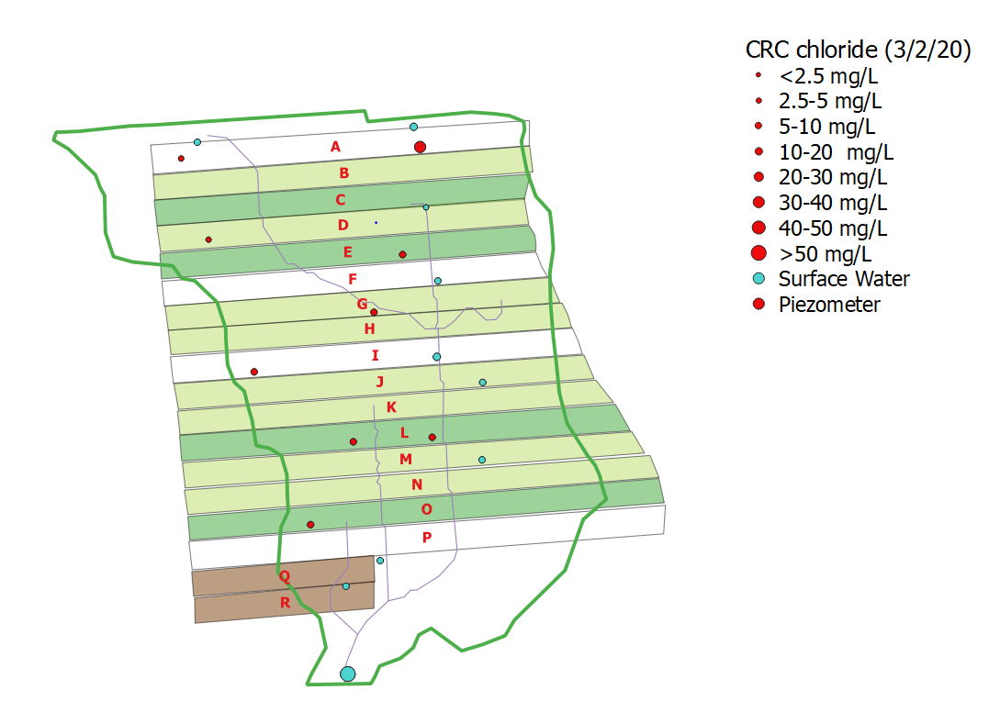 CRC chloride (3/2/20)
<2.5 mg/L
2.5-5 mg/L
5-10 mg/L
10-20 mg/L
20-30 mg/L
30-40 mg/L
40-50 mg/L
>50 mg/L
Surface Water
Piezometer
A
B
C
D
E
F
G
H
I
J
K
L
M
N
O
P
Q
R